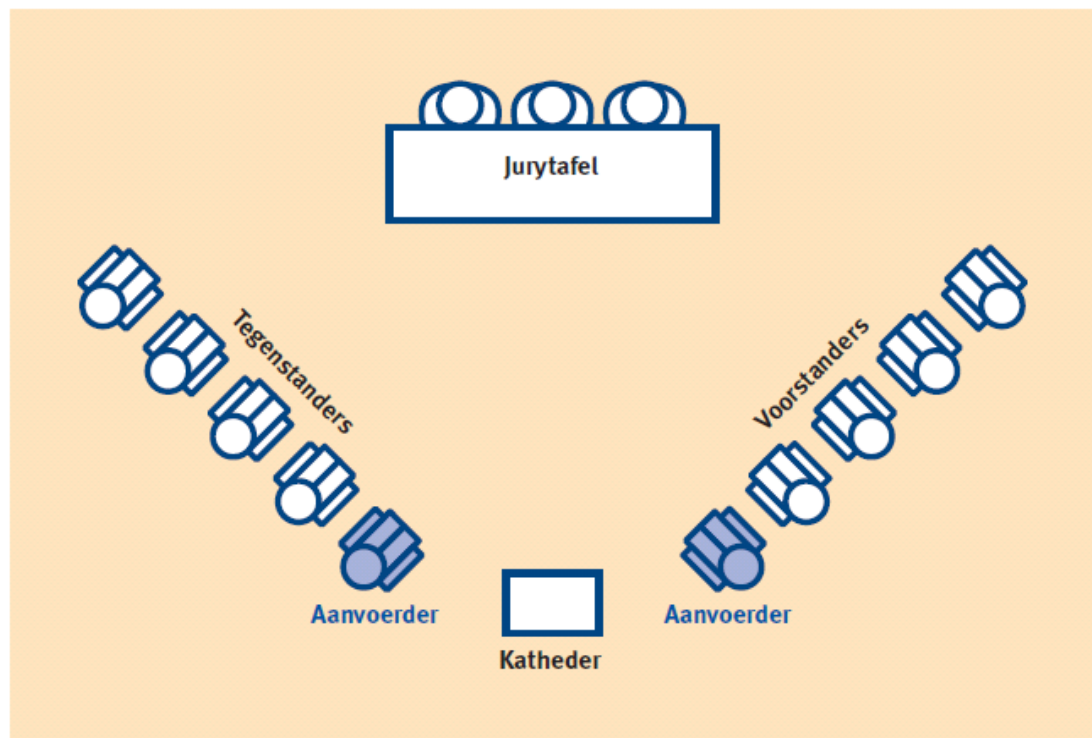 Jurytafel
Tegenstanders
Voorstanders
Aanvoerder
Aanvoerder
Katheder